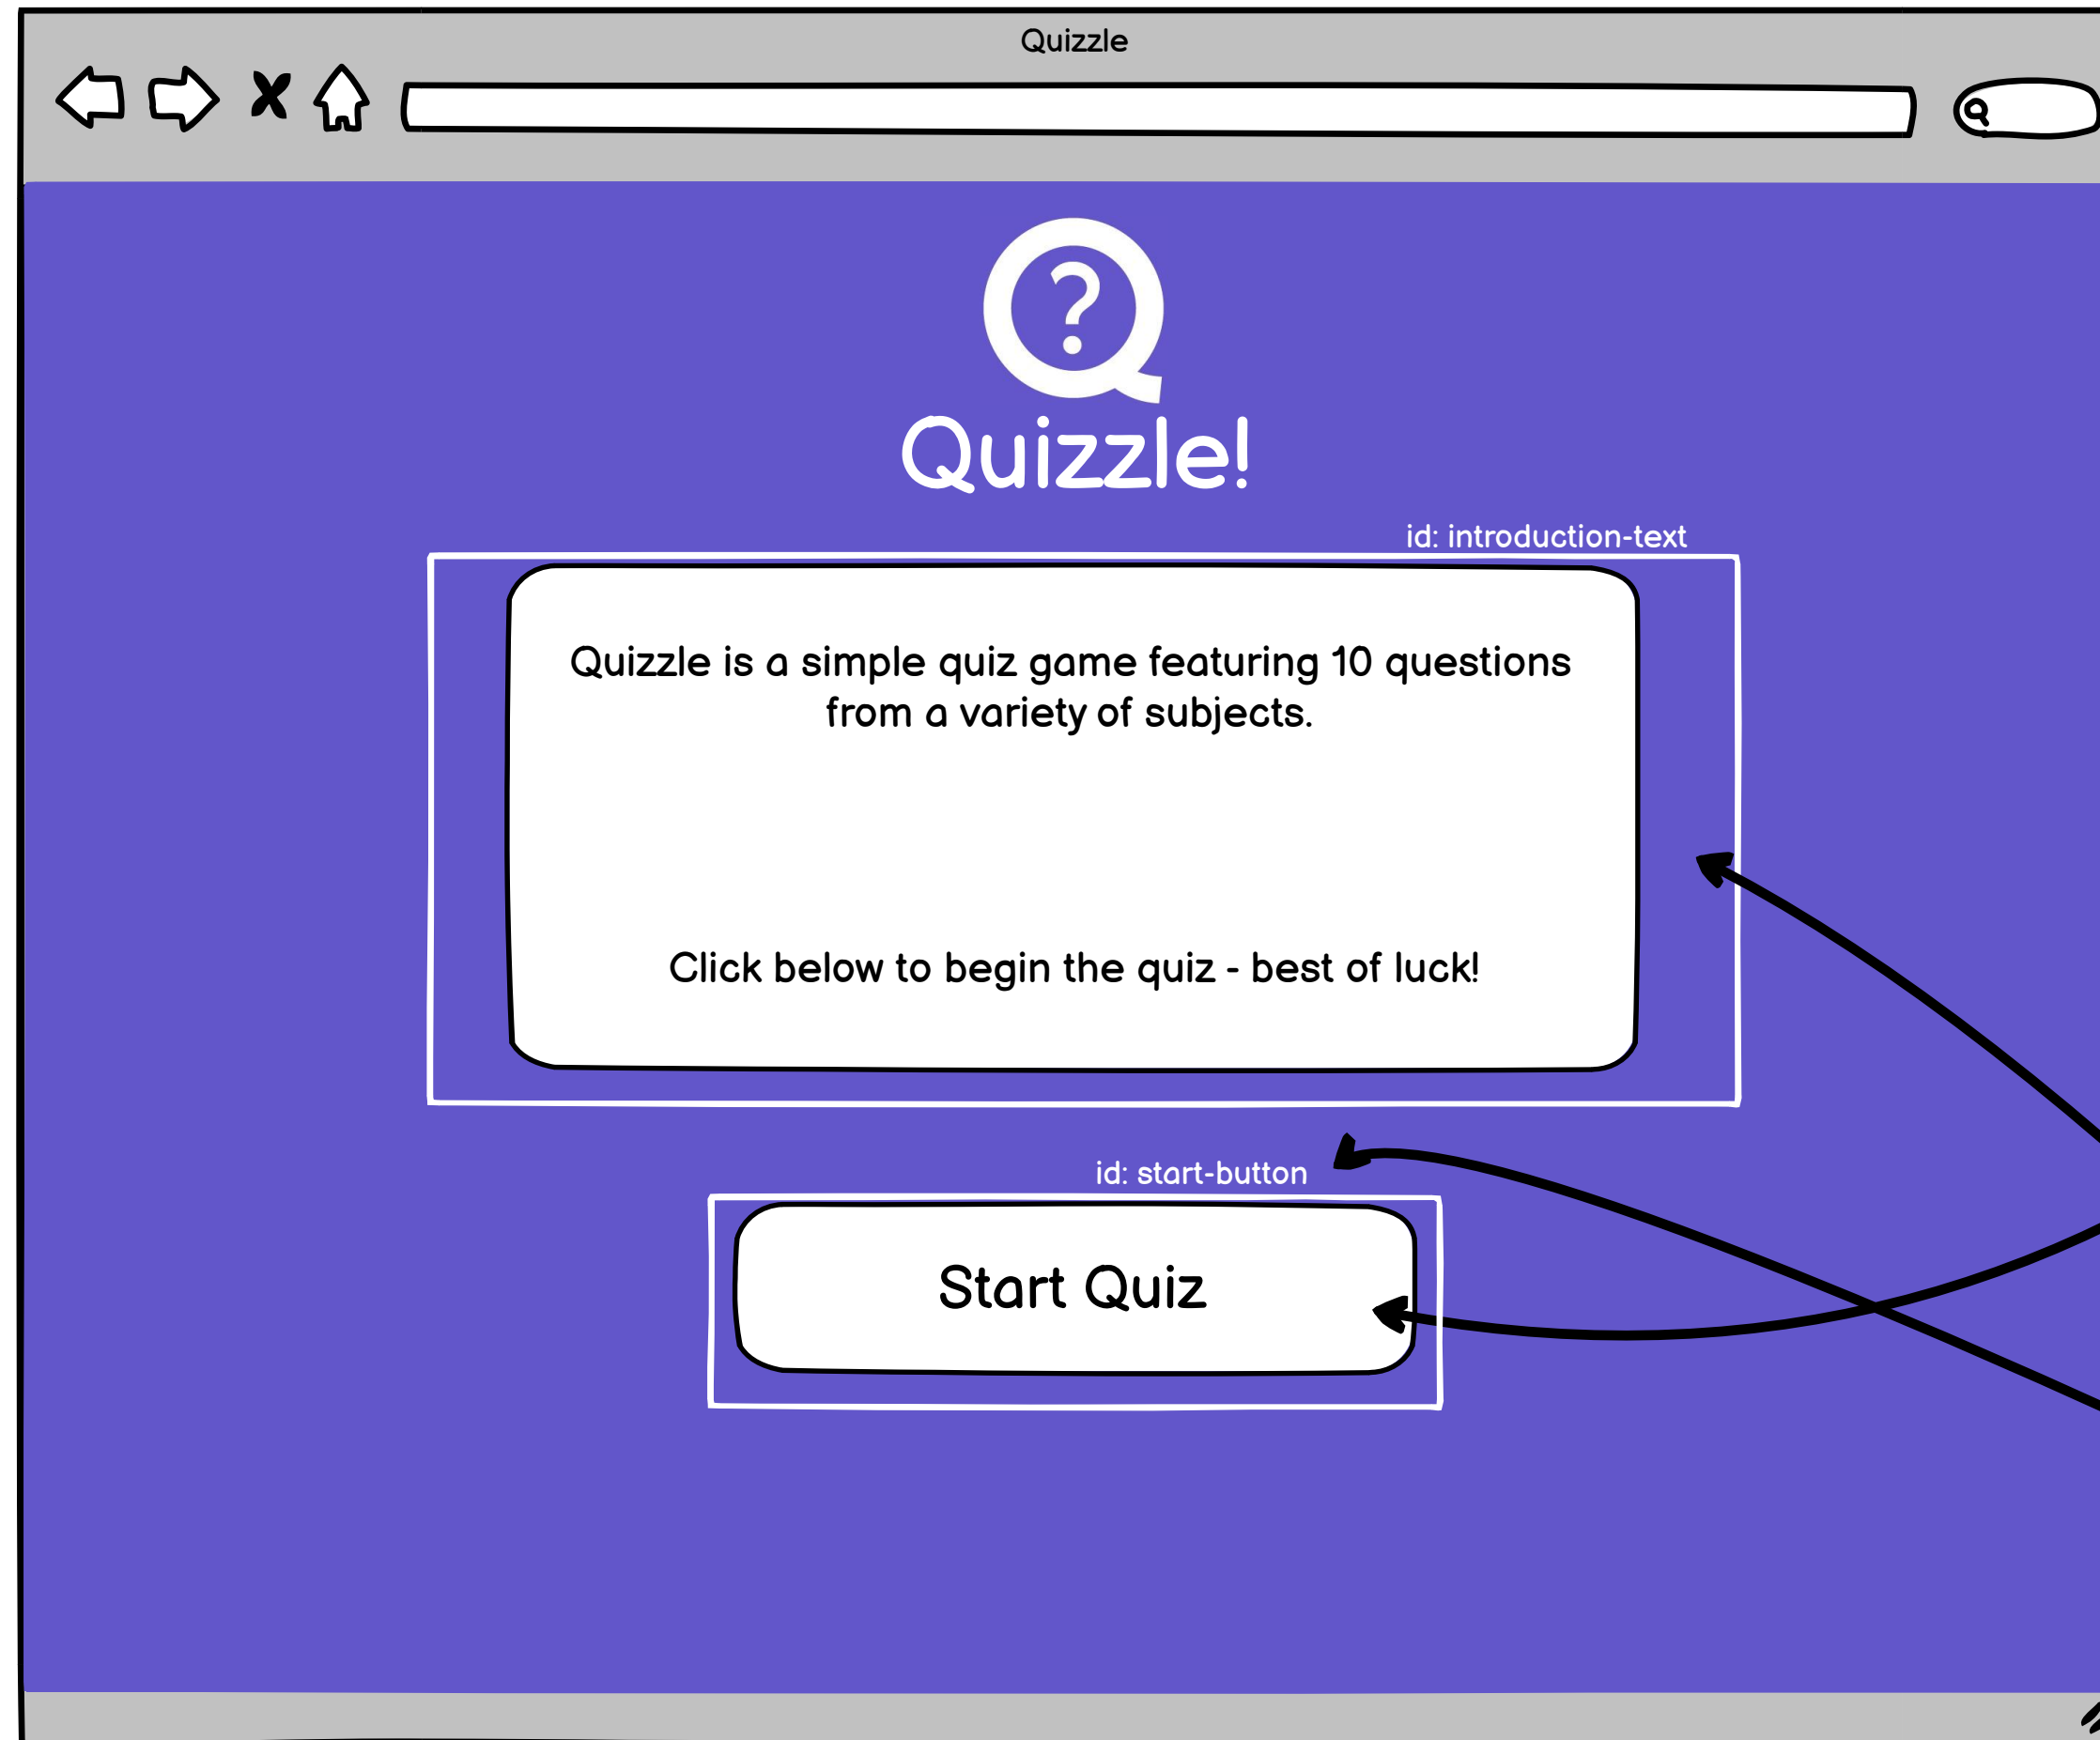 Quizzle
Q?
Quizzle!
id: introduction-text
Quizzle is a simple quiz game featuring 10 questions
from a variety of subjects.
Click below to begin the quiz - best of luck!
id: start-button
Start Quiz